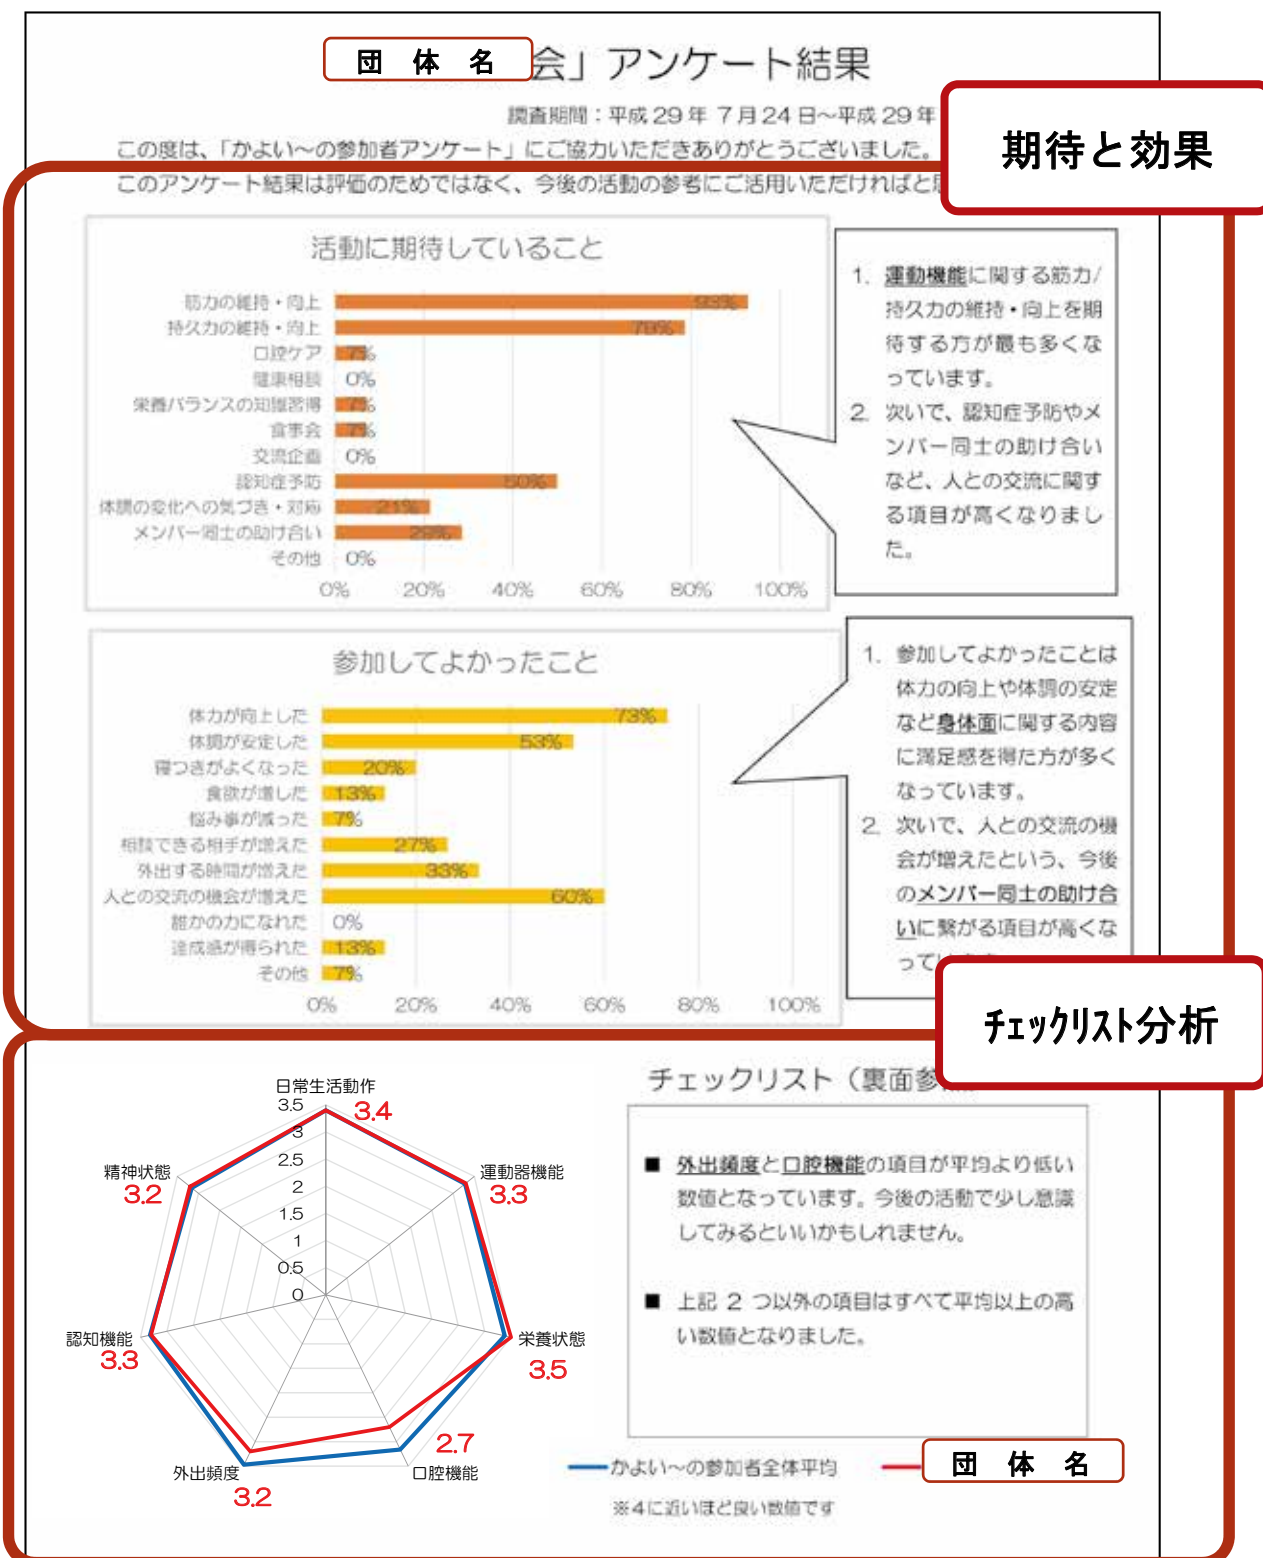 団 体 名 会」アンケート結果
調査期間：平成 29 年 7 月 24 日～平成 29 年
期待と効果
この度は、「かよい～の参加者アンケート」にご協力いただきありがとうございました。
このアンケート結果は評価のためではなく、今後の活動の参考にご活用いただければと
活動に期待していること
筋力の維持・向上 93%
持久力の維持・向上 79%
口腔ケア 7%
健康相談 0%
栄養バランスの知識習得 7%
食事会 7%
交流企画 0%
認知症予防 50%
体調の変化への気づき・対応 21%
メンバー同士の助け合い 29%
その他 0%
0% 20% 40% 60% 80% 100%
1. 運動機能に関する筋力/
持久力の維持・向上を期
待する方が最も多くな
っています。
2. 次いで、認知症予防やメ
ンバー同士の助け合い
など、人との交流に関す
る項目が高くなりまし
た。
参加してよかったこと
体力が向上した 73%
体調が安定した 53%
寝つきがよくなった 20%
食欲が増した 13%
悩み事が減った 7%
相談できる相手が増えた 27%
外出する時間が増えた 33%
人との交流の機会が増えた 60%
誰かの力になれた 0%
達成感が得られた 13%
その他 7%
0% 20% 40% 60% 80% 100%
1. 参加してよかったことは
体力の向上や体調の安定
など身体面に関する内容
に満足感を得た方が多く
なっています。
2. 次いで、人との交流の機
会が増えたという、今後
のメンバー同士の助け合
いに繋がる項目が高くな
って
チェックリスト分析
チェックリスト（裏面参
日常生活動作
3.4
運動器機能
3.3
栄養状態
3.5
口腔機能
2.7
外出頻度
3.2
認知機能
3.3
精神状態
3.2
3.5
3
2.5
2
1.5
1
0.5
0
■ 外出頻度と口腔機能の項目が平均より低い
数値となっています。今後の活動で少し意識
してみるといいかもしれません。
■ 上記 2 つ以外の項目はすべて平均以上の高
い数値となりました。
かよい～の参加者全体平均 団 体 名
※4に近いほど良い数値です